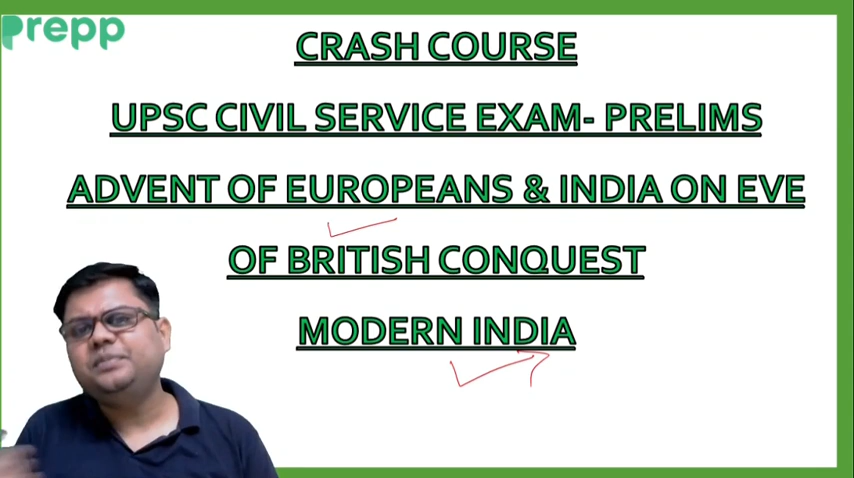 prepp
CRASH COURSE
UPSC CIVIL SERVICE EXAM- PRELIMS
ADVENT OF EUROPEANS & INDIA ON EVE
OF BRITISH CONQUEST
MODERN INDIA